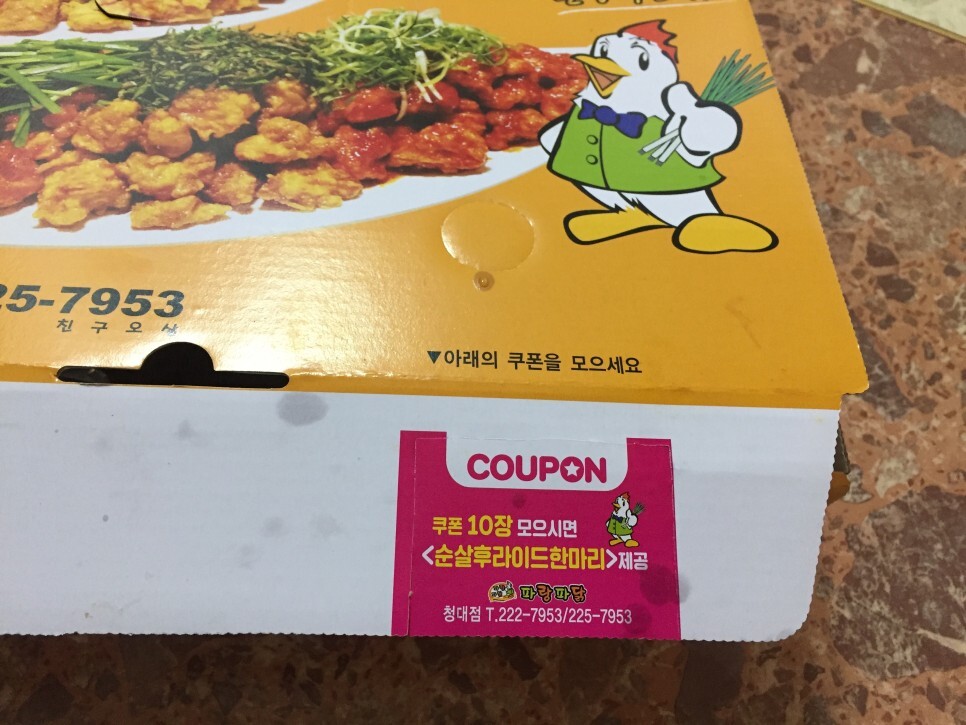 25-7953
친구오삼
▼아래의 쿠폰을 모으세요
COUPON
쿠폰 10장 모으시면
<순살후라이드한마리>제공
파랑파닭
청대점 T.222-7953/225-7953